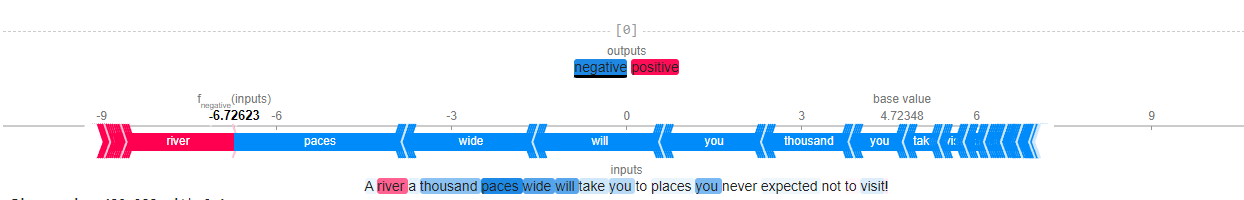 [0]
outputs
negative positive
f negative (inputs) base value
-9 -6.72623 -6 -3 0 3 4.72348 6 9
river paces wide will you thousand you tak vis
inputs
A river a thousand paces wide will take you to places you never expected not to visit!